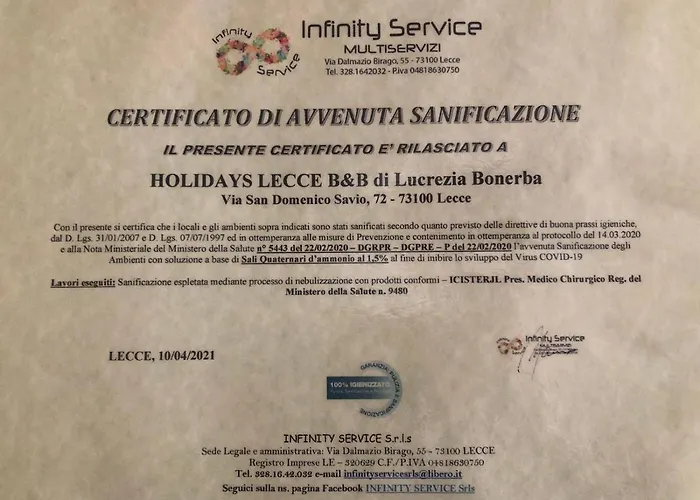 Infinity
Service
Infinity Service
MULTISERVIZI
Via Dalmazio Birago, 55 - 73100 Lecce
Tel. 328.1642032 - P.iva 04818630750
CERTIFICATO DI AVVENUTA SANIFICAZIONE
IL PRESENTE CERTIFICATO E' RILASCIATO A
HOLIDAYS LECCE B&B di Lucrezia Bonerba
Via San Domenico Savio, 72 - 73100 Lecce
Con il presente si certifica che i locali e gli ambienti sopra indicati sono stati sanificati secondo quanto previsto delle direttive di buona prassi igieniche,
dal D. Lgs. 31/01/2007 e D. Lgs. 07/07/1997 ed in ottemperanza alle misure di Prevenzione e contenimento in ottemperanza al protocollo del 14.03.2020
e alla Nota Ministeriale del Ministero della Salute n° 5443 del 22/02/2020 – DGRPR – DGPRE – P del 22/02/2020 l'avvenuta Sanificazione degli
Ambienti con soluzione a base di Sali Quaternari d'ammonio al 1,5% al fine di inibire lo sviluppo del Virus COVID-19
Lavori eseguiti: Sanificazione espletata mediante processo di nebulizzazione con prodotti conformi – ICISTERJL Pres. Medico Chirurgico Reg. del
Ministero della Salute n. 9480
Infinity Service
MULTISERVIZI
LECCE, 10/04/2021
GARANZIA PULIZIA E SANIFICAZIONE
100% IGIENIZZATO
INFINITY SERVICE S.r.l.s
Sede Legale e amministrativa: Via Dalmazio Birago, 55 - 73100 LECCE
Registro Imprese LE – 320629 C.F./P.IVA 04818630750
Tel. 328.16.42.032 e-mail infinityservicesrls@libero.it
Seguici sulla ns. pagina Facebook INFINITY SERVICE Srls